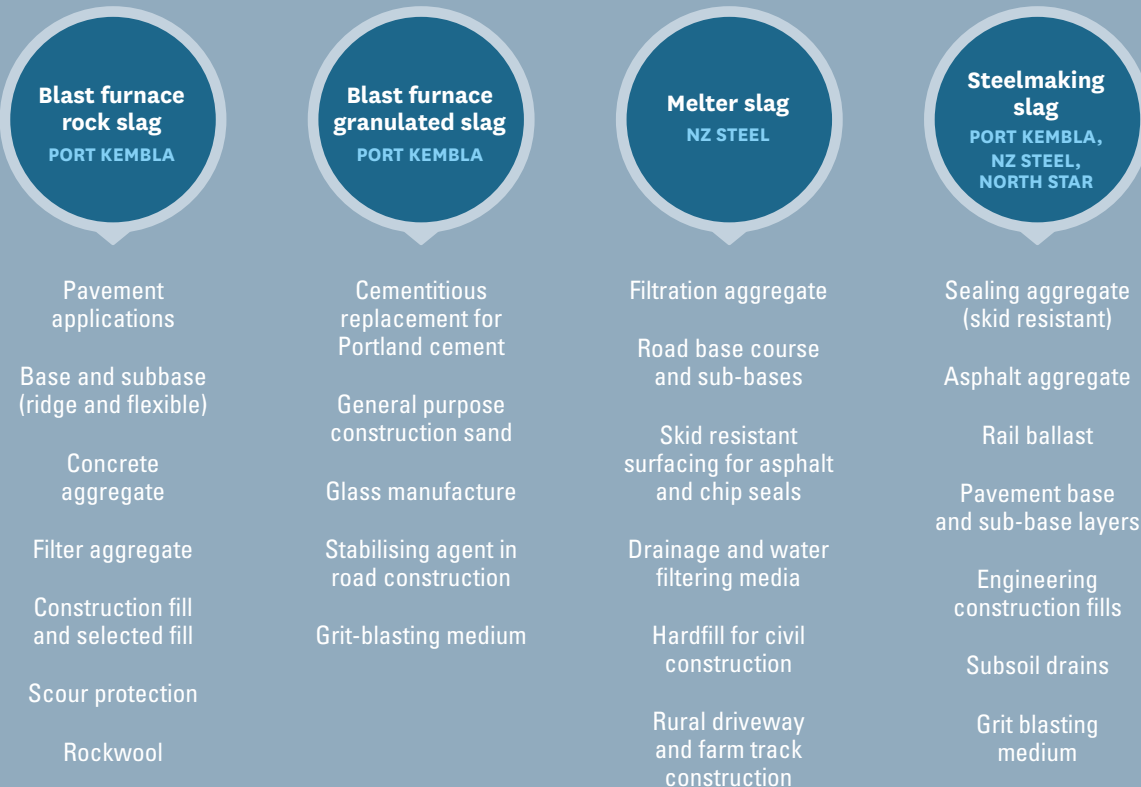 Blast furnace
rock slag
PORT KEMBLA
Pavement
applications
Base and subbase
(ridge and flexible)
Concrete
aggregate
Filter aggregate
Construction fill
and selected fill
Scour protection
Rockwool
Blast furnace
granulated slag
PORT KEMBLA
Cementitious
replacement for
Portland cement
General purpose
construction sand
Glass manufacture
Stabilising agent in
road construction
Grit-blasting medium
Melter slag
NZ STEEL
Filtration aggregate
Road base course
and sub-bases
Skid resistant
surfacing for asphalt
and chip seals
Drainage and water
filtering media
Hardfill for civil
construction
Rural driveway
and farm track
construction
Steelmaking
slag
PORT KEMBLA,
NZ STEEL,
NORTH STAR
Sealing aggregate
(skid resistant)
Asphalt aggregate
Rail ballast
Pavement base
and sub-base layers
Engineering
construction fills
Subsoil drains
Grit blasting
medium